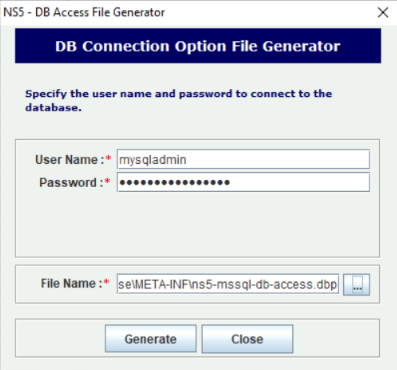 NS5 - DB Access File Generator
DB Connection Option File Generator
Specify the user name and password to connect to the
database.
User Name :* mysqladmin
Password :* ••••••••••••••••
File Name :* se\META-INF\ns5-mssql-db-access.dbp ...
Generate Close